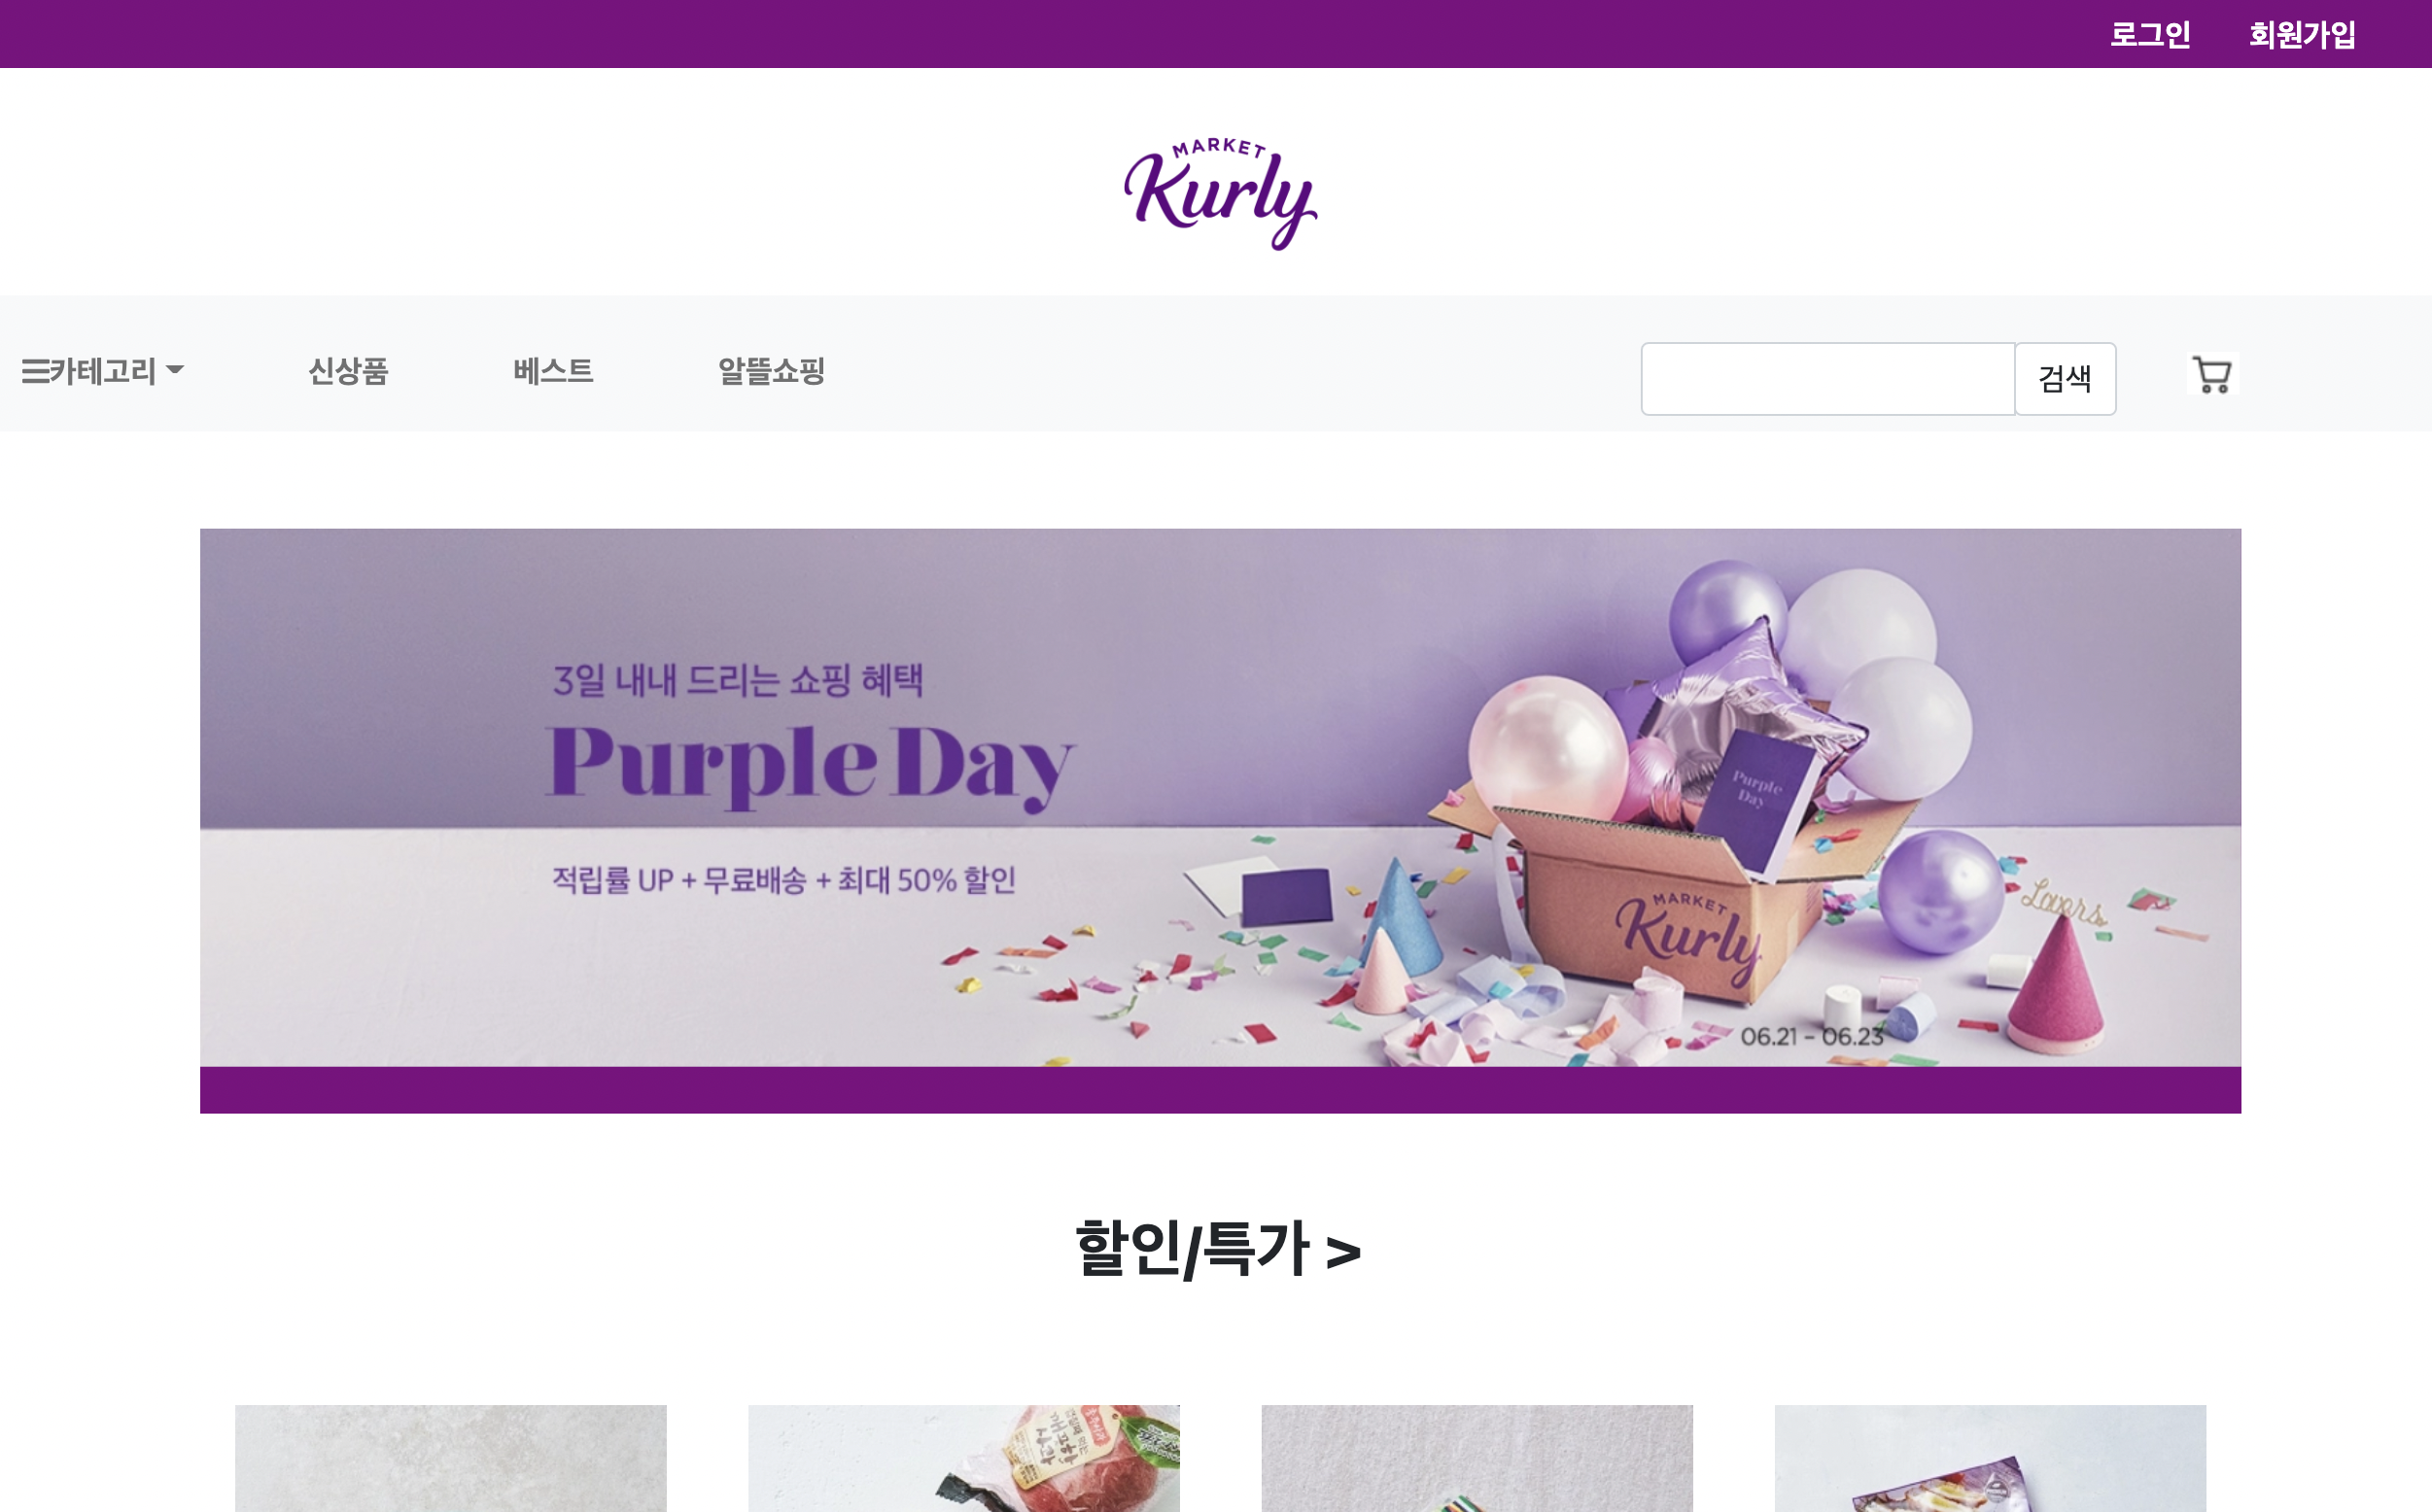 로그인 회원가입
MARKET
Kurly
카테고리 신상품 베스트 알뜰쇼핑 검색
3일 내내 드리는 쇼핑 혜택
Purple Day
적립률 UP + 무료배송 + 최대 50% 할인
Purple
Day
MARKET
Kurly
Lovers
06.21 - 06.23
할인/특가 >